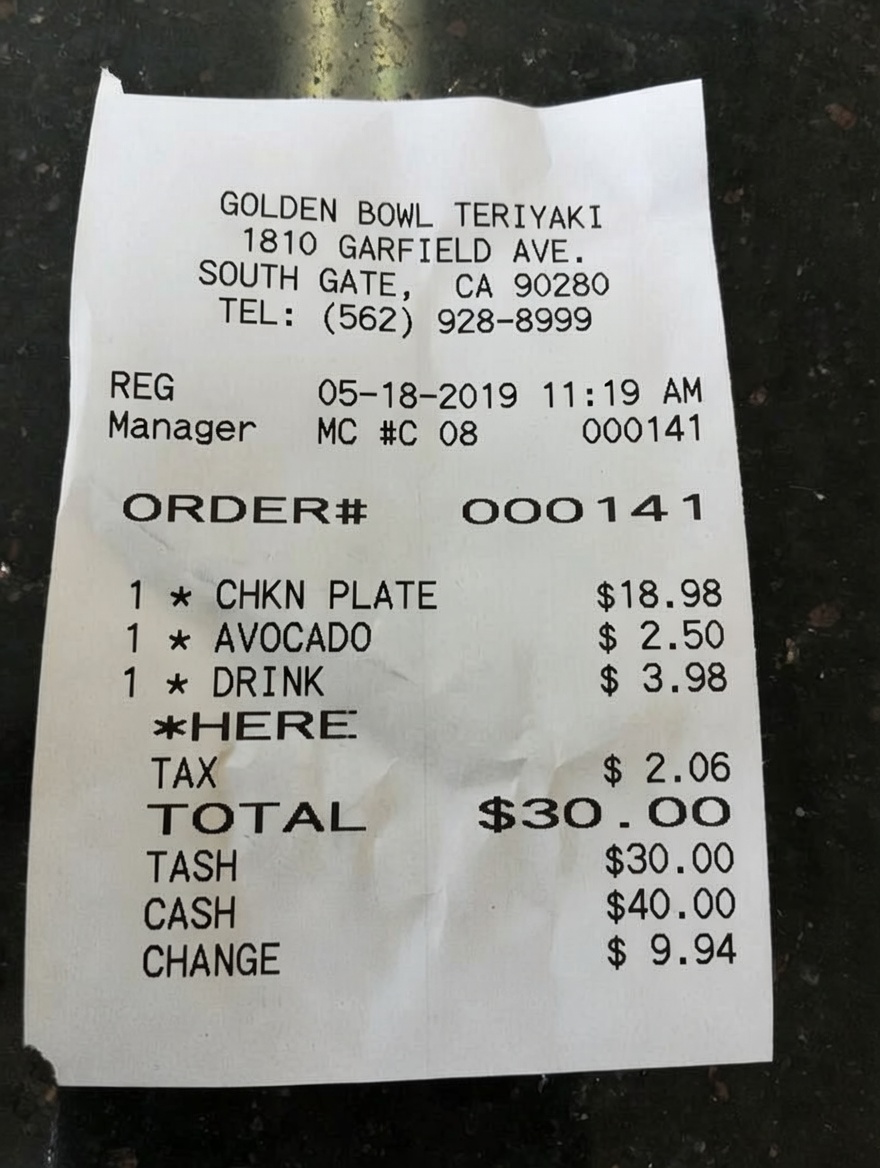 GOLDEN BOWL TERIYAKI
1810 GARFIELD AVE.
SOUTH GATE, CA 90280
TEL: (562) 928-8999
REG 05-18-2019 11:19 AM
Manager MC #C 08 000141
ORDER# 000141
1 * CHKN PLATE $18.98
1 * AVOCADO $ 2.50
1 * DRINK $ 3.98
*HERE
TAX $ 2.06
TOTAL $30.00
TASH $30.00
CASH $40.00
CHANGE $ 9.94